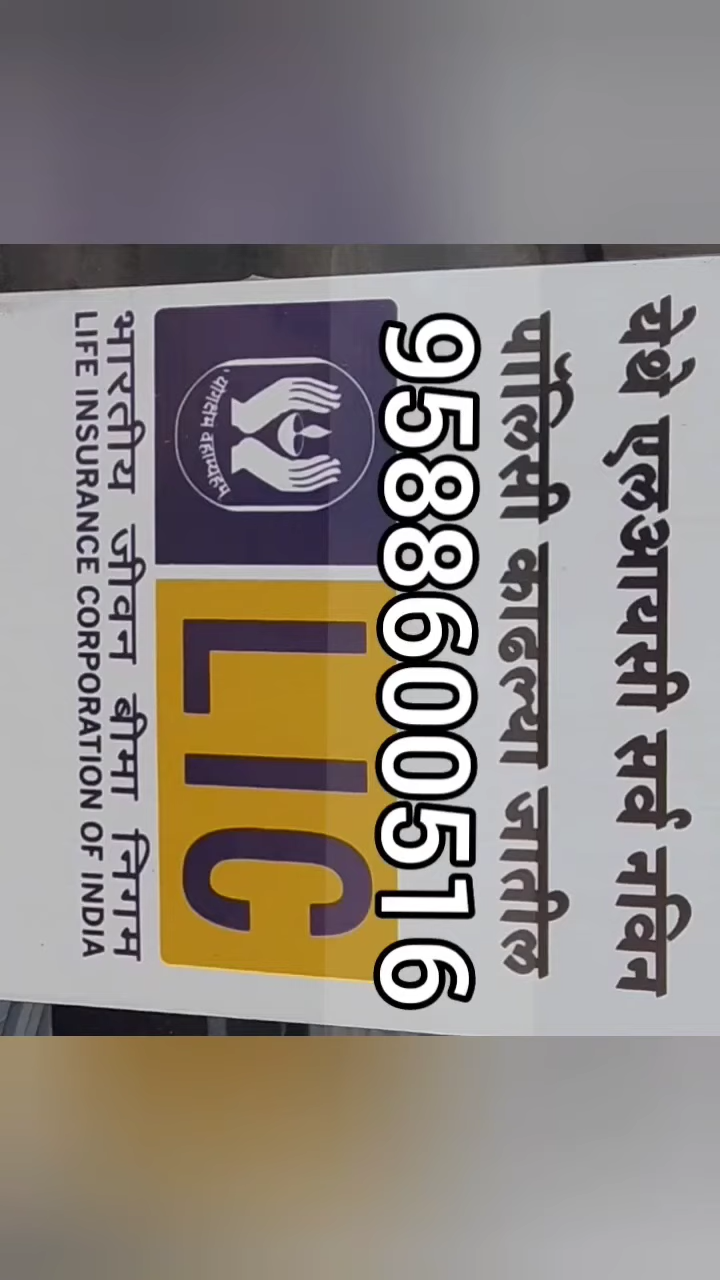 येथे एलआयसी सर्व नविन
पॉलिसी काढल्या जातील
9588600516
योगक्षेमं वहाम्यहम्
LIC
भारतीय जीवन बीमा निगम
LIFE INSURANCE CORPORATION OF INDIA